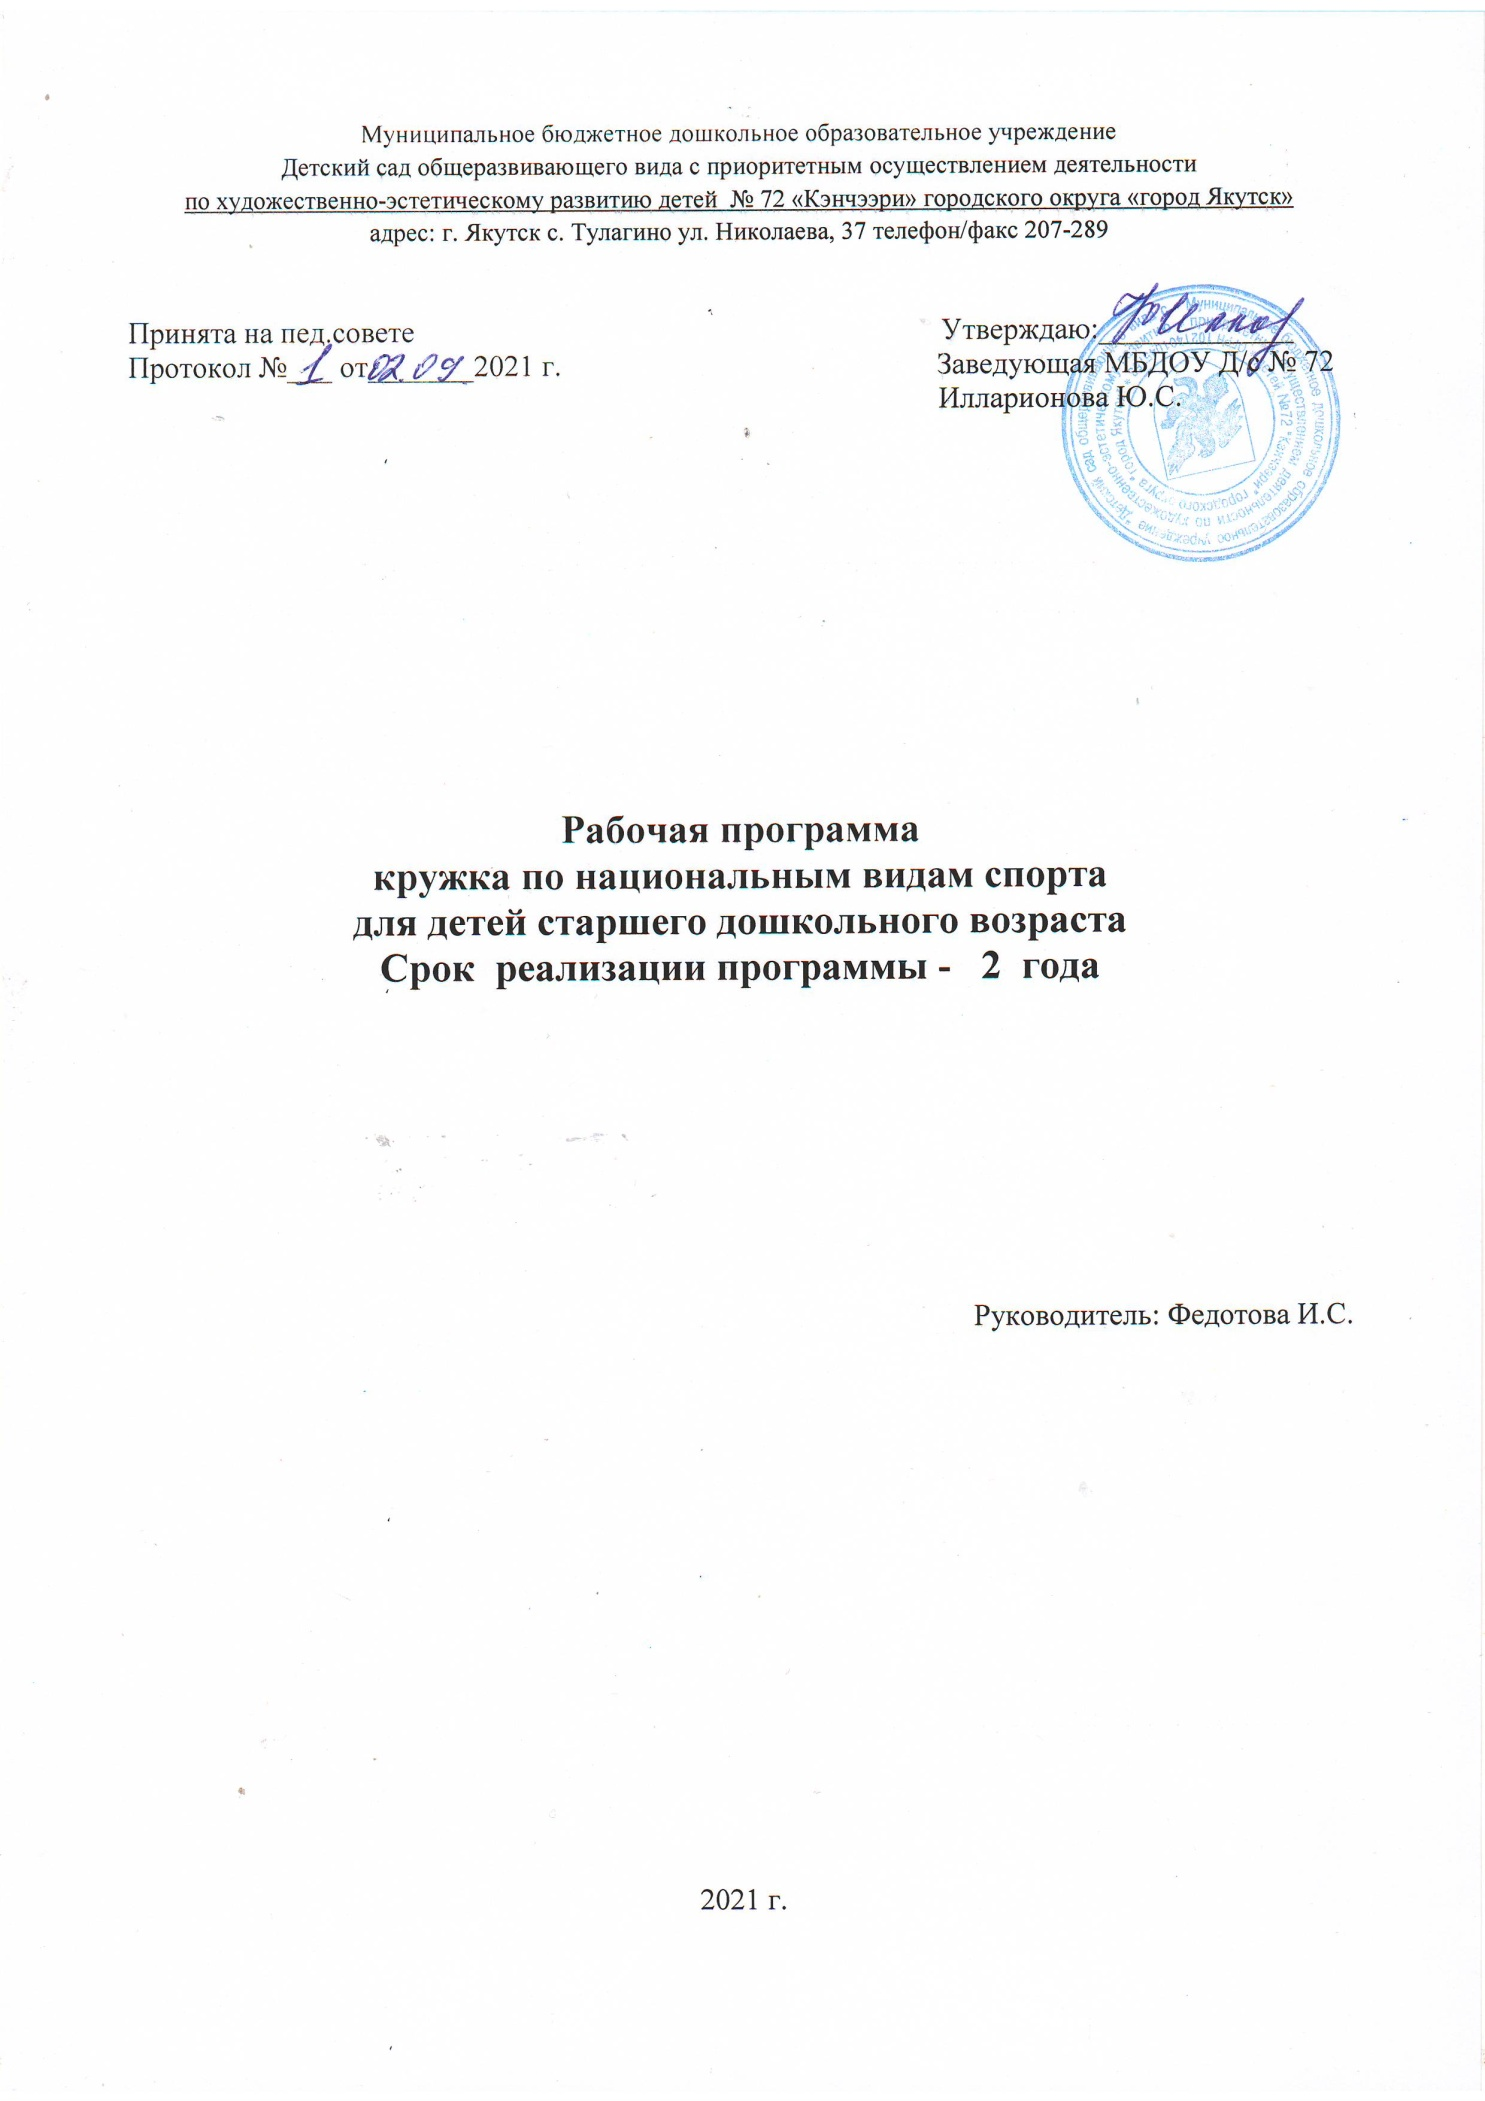 Муниципальное бюджетное дошкольное образовательное учреждение
Детский сад общеразвивающего вида с приоритетным осуществлением деятельности
по художественно-эстетическому развитию детей № 72 «Кэнчээри» городского округа «город Якутск»
адрес: г. Якутск с. Тулагино ул. Николаева, 37 телефон/факс 207-289
Принята на пед.совете
Протокол №_1_ от 02.09 2021 г.
Утверждаю:
Заведующая МБДОУ Д/с № 72
Илларионова Ю.С.
Рабочая программа
кружка по национальным видам спорта
для детей старшего дошкольного возраста
Срок реализации программы - 2 года
Руководитель: Федотова И.С.
2021 г.